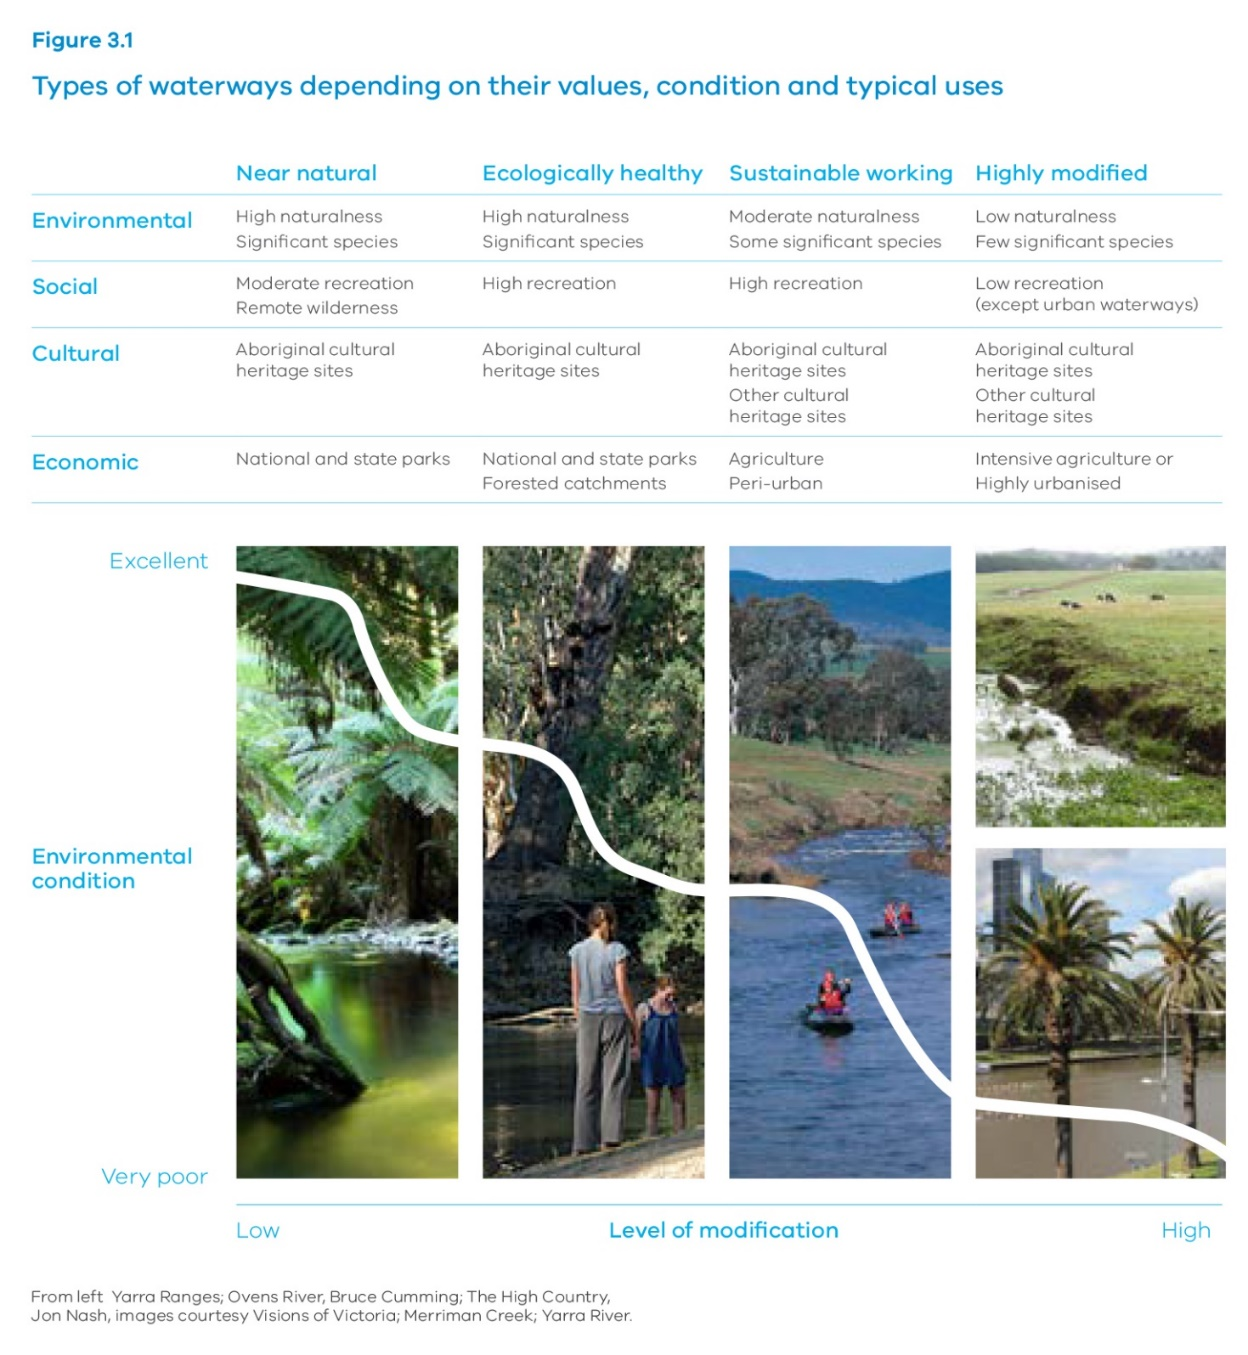 Figure 3.1
Types of waterways depending on their values, condition and typical uses
Near natural
Ecologically healthy
Sustainable working
Highly modified
Environmental
High naturalness
Significant species
High naturalness
Significant species
Moderate naturalness
Some significant species
Low naturalness
Few significant species
Social
Moderate recreation
Remote wilderness
High recreation
High recreation
Low recreation
(except urban waterways)
Cultural
Aboriginal cultural
heritage sites
Aboriginal cultural
heritage sites
Aboriginal cultural
heritage sites
Other cultural
heritage sites
Aboriginal cultural
heritage sites
Other cultural
heritage sites
Economic
National and state parks
National and state parks
Forested catchments
Agriculture
Peri-urban
Intensive agriculture or
Highly urbanised
Excellent
Environmental
condition
Very poor
Low
Level of modification
High
From left  Yarra Ranges; Ovens River, Bruce Cumming; The High Country,
Jon Nash, images courtesy Visions of Victoria; Merriman Creek; Yarra River.